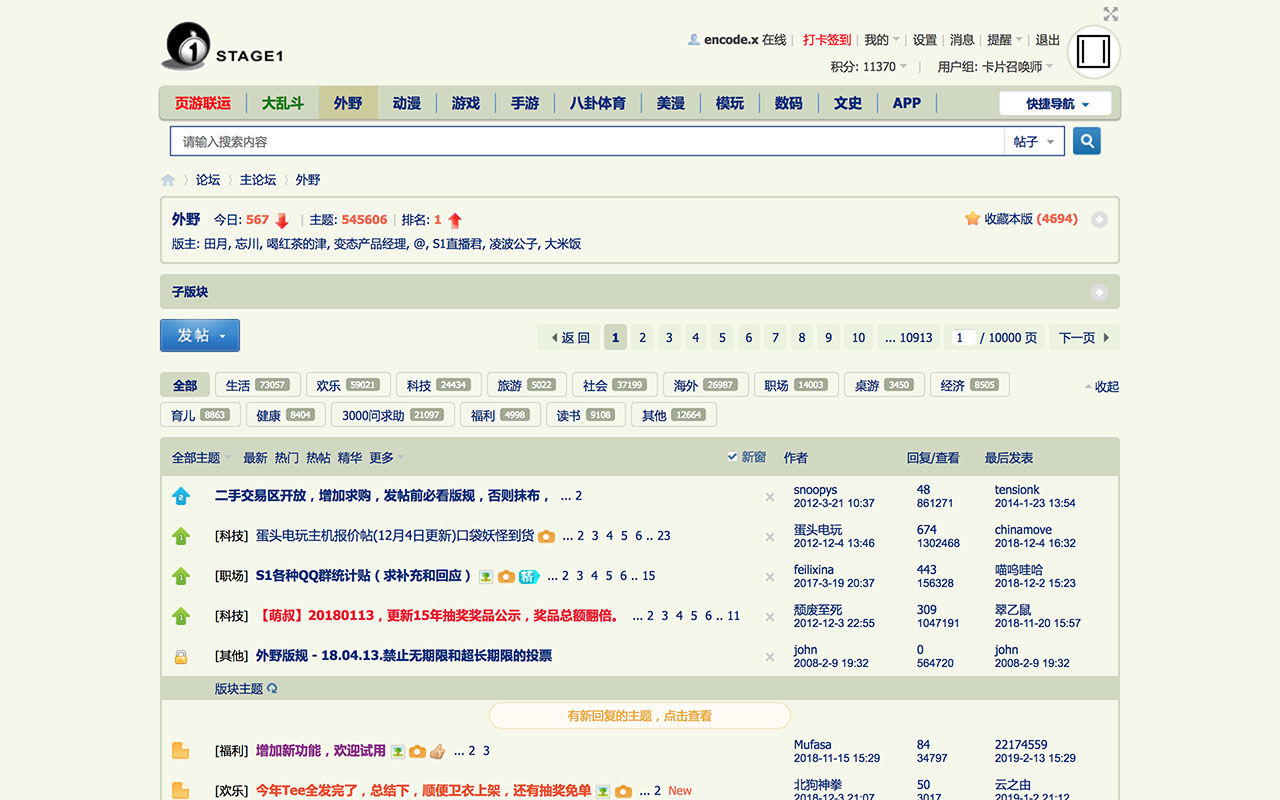 1 STAGE1
encode.x 在线 | 打卡签到 | 我的 | 设置 | 消息 | 提醒 | 退出
积分: 11370 | 用户组: 卡片召唤师
页游联运 大乱斗 外野 动漫 游戏 手游 八卦体育 美漫 模玩 数码 文史 APP 快捷导航
请输入搜索内容 帖子
论坛 〉 主论坛 〉 外野
外野 今日: 567 | 主题: 545606 | 排名: 1 收藏本版 (4694)
版主: 田月, 忘川, 喝红茶的津, 变态产品经理, @, S1直播君, 凌波公子, 大米饭
子版块
发帖 返 回 1 2 3 4 5 6 7 8 9 10 ... 10913 1 / 10000 页 下一页
全部 生活 73057 欢乐 59021 科技 24434 旅游 5022 社会 37199 海外 26987 职场 14003 桌游 3450 经济 8505 收起
育儿 8863 健康 8404 3000问求助 21097 福利 4998 读书 9108 其他 12664
全部主题 最新 热门 热帖 精华 更多 新窗 作者 回复/查看 最后发表
二手交易区开放，增加求购，发帖前必看版规，否则抹布， ... 2 snoopys 48 tensionk
2012-3-21 10:37 861271 2014-1-23 13:54
[科技] 蛋头电玩主机报价帖(12月4日更新)口袋妖怪到货 ... 2 3 4 5 6 .. 23 蛋头电玩 674 chinamove
2012-12-4 13:46 1302468 2018-12-4 16:32
[职场] S1各种QQ群统计贴（求补充和回应） 精 ... 2 3 4 5 6 .. 15 feilixina 443 喵呜哇哈
2017-3-19 20:37 156328 2018-12-2 15:23
[科技] 【萌叔】20180113，更新15年抽奖奖品公示，奖品总额翻倍。 ... 2 3 4 5 6 .. 11 颓废至死 309 翠乙鼠
2012-12-3 22:55 1047191 2018-11-20 15:57
[其他] 外野版规 - 18.04.13.禁止无期限和超长期限的投票 john 0 john
2008-2-9 19:32 564720 2008-2-9 19:32
版块主题
有新回复的主题，点击查看
[福利] 增加新功能，欢迎试用 ... 2 3 Mufasa 84 22174559
2018-11-15 15:29 34797 2019-2-13 15:29
[欢乐] 今年Tee全发完了，总结下，顺便卫衣上架，还有抽奖免单 ... 2 New 北狗神拳 50 云之由
2018-12-3 21:07 3017 2019-1-2 21:12